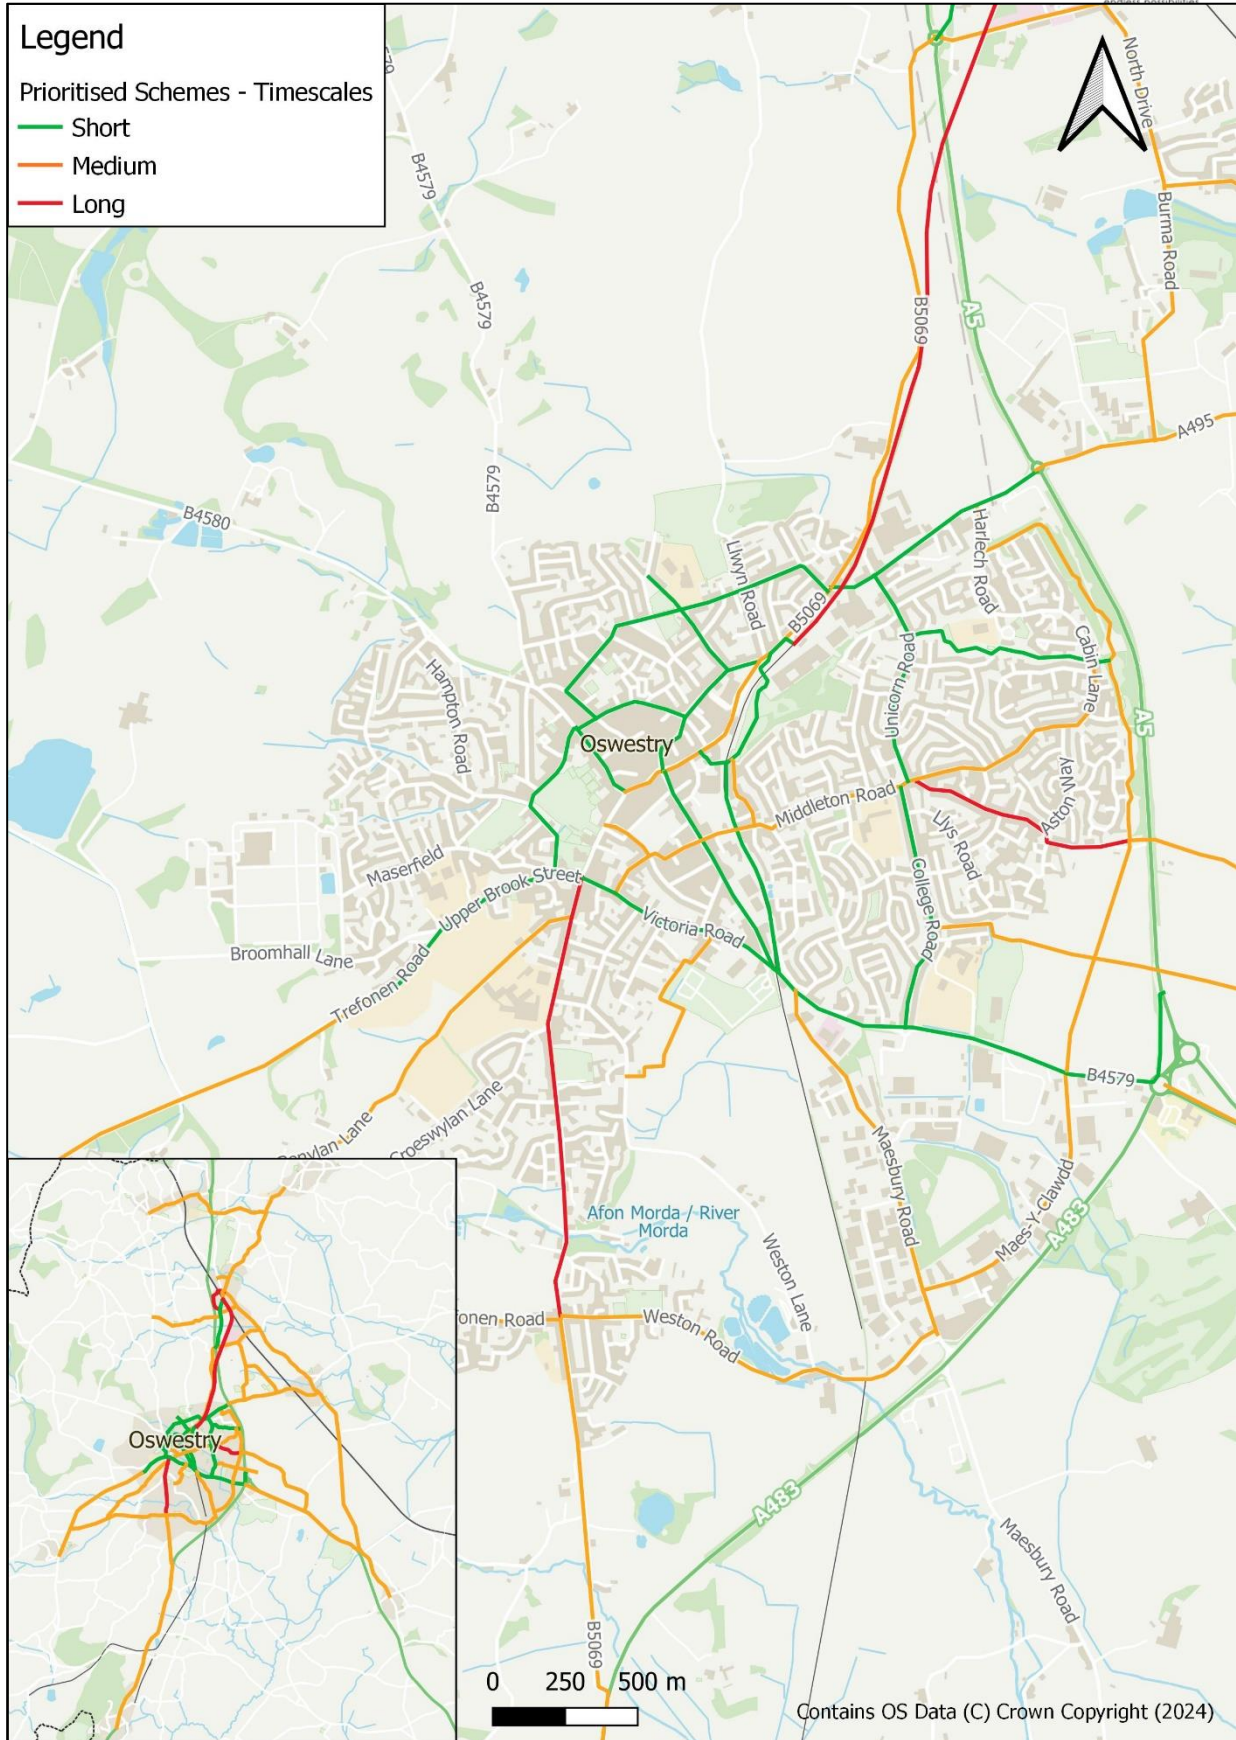 endless possibilities
Legend
Prioritised Schemes - Timescales
Short
Medium
Long
North Drive
B4579
Burma Road
B4579
A5
B5069
A495
B4579
B4580
Harlech Road
Llwyn Road
B5069
Cabin Lane
Unicorn Road
Hampton Road
A5
Oswestry
Aston Way
Middleton Road
Llys Road
Maserfield
College Road
Upper Brook Street
Victoria Road
Broomhall Lane
Trefonen Road
B4579
Croeswylan Lane
Maesbury Road
Maes-Y-Clawdd
A483
Afon Morda / River
Morda
Weston Lane
onen Road
Weston Road
Oswestry
A483
Maesbury Road
B5069
0 250 500 m
Contains OS Data (C) Crown Copyright (2024)